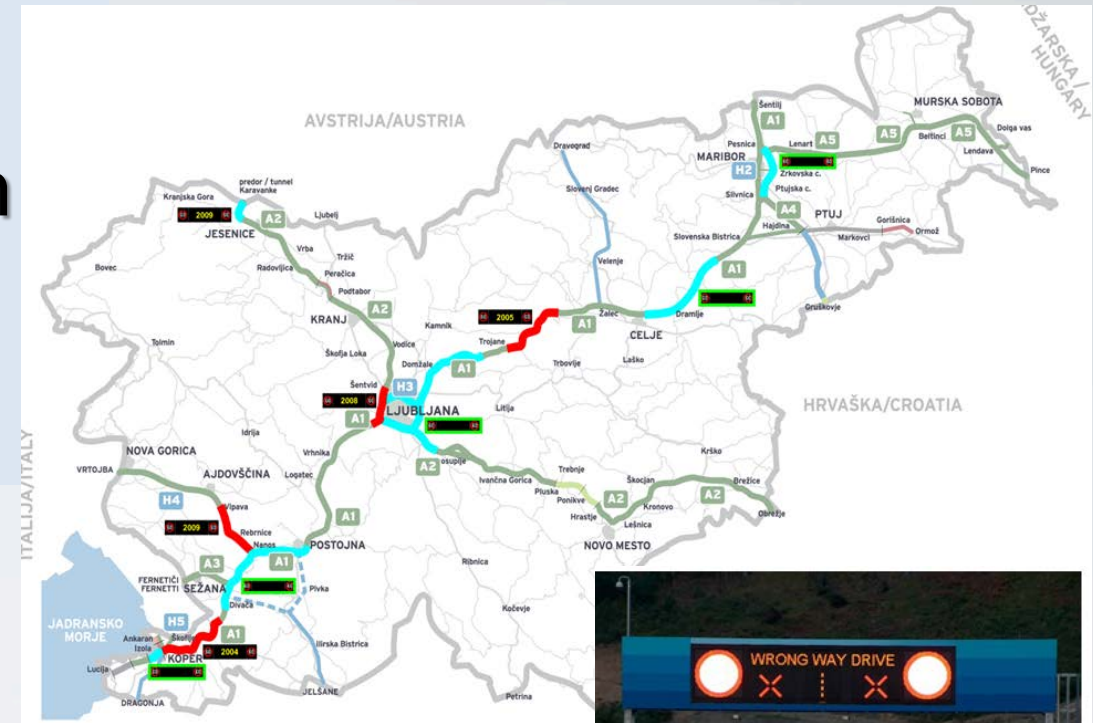 DŽARSKA /
HUNGARY
AVSTRIJA/AUSTRIA
Šentilj
A1
Pesnica
Lenart
A5
A5
MURSKA SOBOTA
Beltinci
A5
Dolga vas
Lendava
Pince
Dravograd
MARIBOR
H2
Zrkovska c.
Ptujska c.
Slivnica
A4
PTUJ
Hajdina
Markovci
Gorišnica
Ormož
Slovenj Gradec
Slovenska Bistrica
Gruškovje
predor / tunnel
Karavanke
Kranjska Gora
2009
JESENICE
A2
Ljubelj
Vrba
Tržič
Radovljica
Peračica
Podtabor
Bovec
KRANJ
A2
Velenje
A1
Dramlje
Žalec
A1
CELJE
2005
Trojane
Kamnik
Vodice
Domžale
A1
Tolmin
Škofja Loka
Trbovlje
Laško
Šentvid
H3
2008
LJUBLJANA
A1
Litija
HRVAŠKA/CROATIA
ITALIJA/ITALY
Idrija
Vrhnika
NOVA GORICA
VRTOJBA
AJDOVŠČINA
Logatec
A2
osuplje
Ivančna Gorica
Trebnje
Pluska
Ponikve
Hrastje
A2
Škocjan
Kronovo
Lešnica
Krško
Brežice
A2
Obrežje
NOVO MESTO
H4
Vipava
2009
Rebrnice
Nanos
A1
POSTOJNA
A1
Ribnica
A3
FERNETIČI
FERNETTI
SEŽANA
Pivka
Divača
Kočevje
JADRANSKO
MORJE
H5
Ankaran
Škofije
Izola
A1
2004
KOPER
Lucija
Ilirska Bistrica
DRAGONJA
JELŠANE
Petrina
WRONG WAY DRIVE